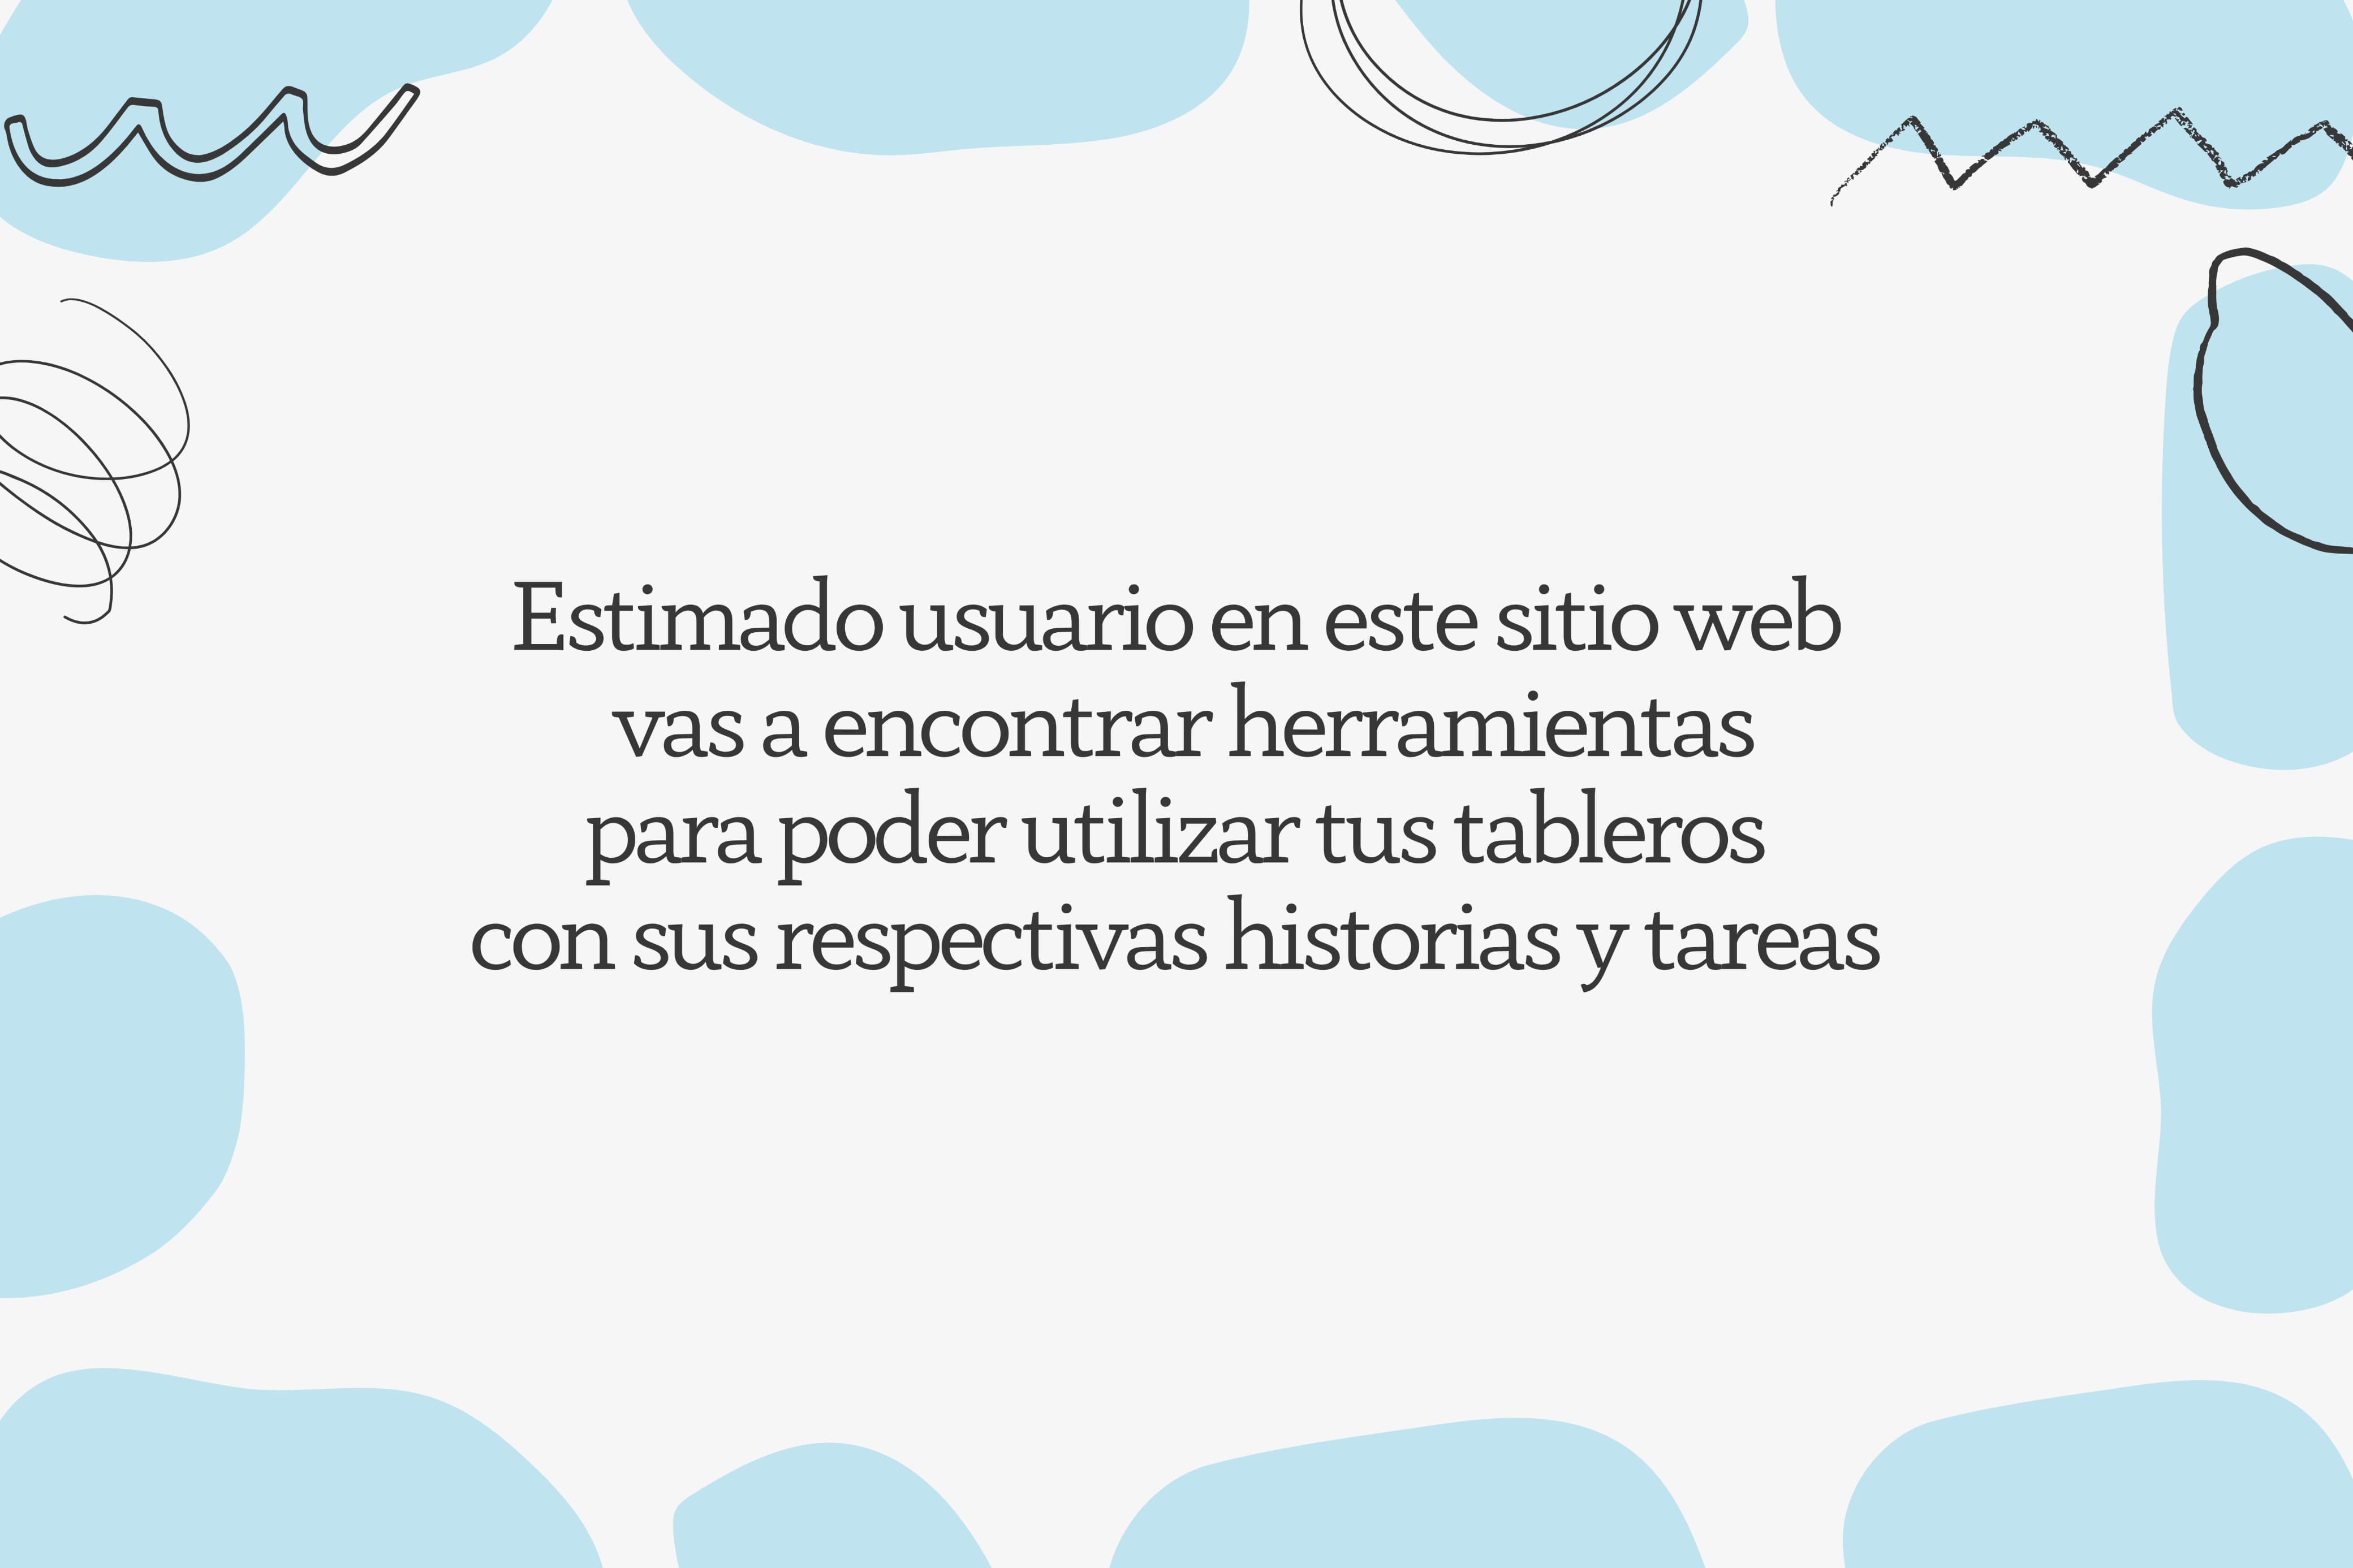 Estimado usuario en este sitio web
vas a encontrar herramientas
para poder utilizar tus tableros
con sus respectivas historias y tareas